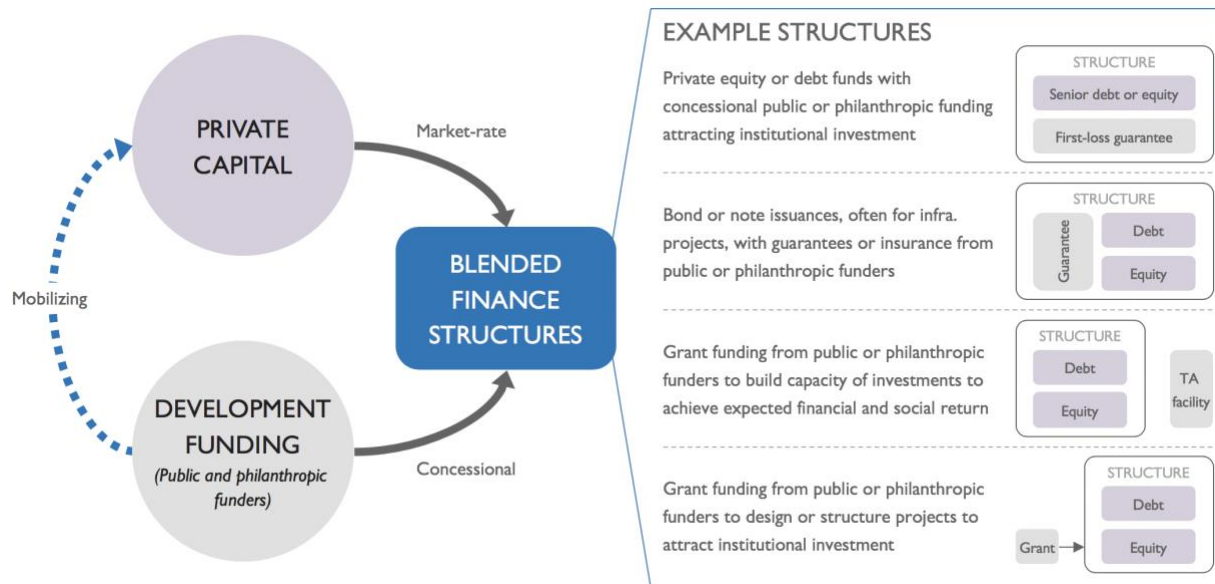 PRIVATE
CAPITAL
Market-rate
Mobilizing
BLENDED
FINANCE
STRUCTURES
DEVELOPMENT
FUNDING
(Public and philanthropic
funders)
Concessional
EXAMPLE STRUCTURES
Private equity or debt funds with
concessional public or philanthropic funding
attracting institutional investment
STRUCTURE
Senior debt or equity
First-loss guarantee
Bond or note issuances, often for infra.
projects, with guarantees or insurance from
public or philanthropic funders
STRUCTURE
Guarantee
Debt
Equity
Grant funding from public or philanthropic
funders to build capacity of investments to
achieve expected financial and social return
STRUCTURE
Debt
Equity
TA
facility
Grant funding from public or philanthropic
funders to design or structure projects to
attract institutional investment
Grant
STRUCTURE
Debt
Equity